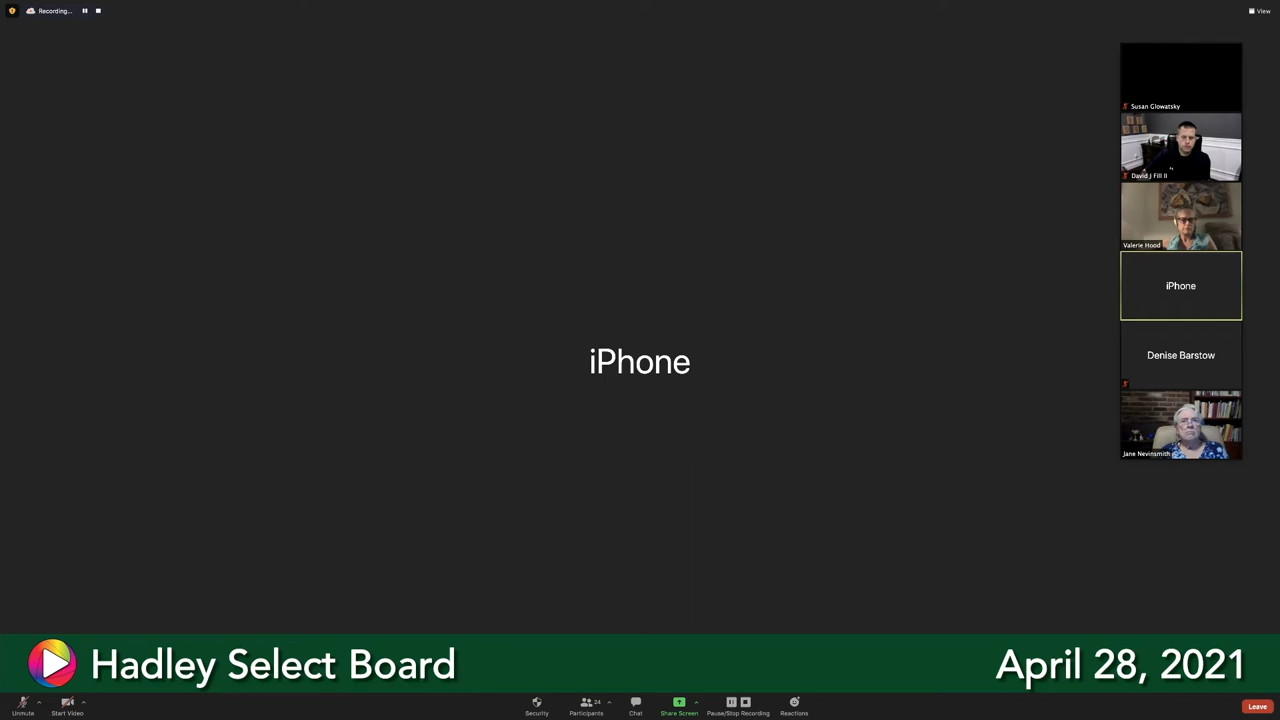 Recording...
View
Susan Glowatsky
David J Fill II
Valerie Hood
iPhone
Denise Barstow
Jane Nevinsmith
iPhone
Hadley Select Board
April 28, 2021
Unmute
Start Video
Security
24
Participants
Chat
Share Screen
Pause/Stop Recording
Reactions
Leave